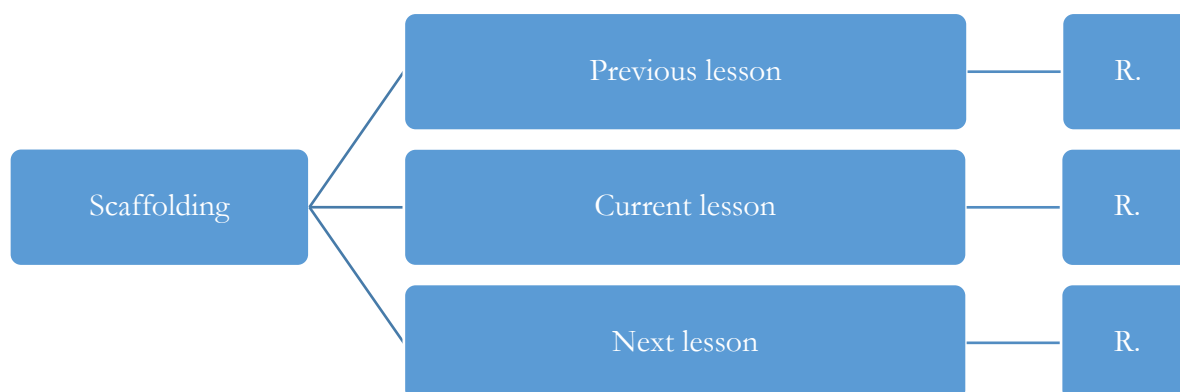 Previous lesson
R.
Scaffolding
Current lesson
R.
Next lesson
R.